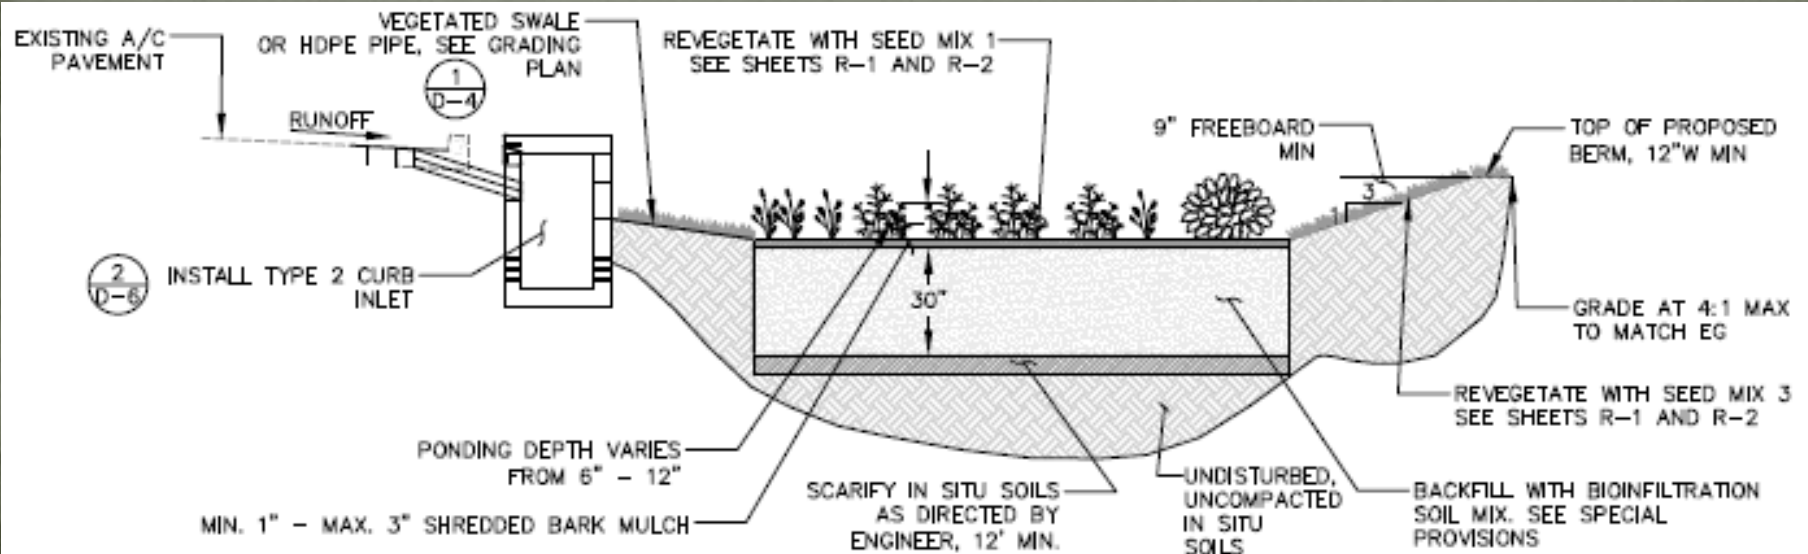 EXISTING A/C
PAVEMENT
VEGETATED SWALE
OR HDPE PIPE, SEE GRADING
PLAN
1
D-4
RUNOFF
REVEGETATE WITH SEED MIX 1
SEE SHEETS R-1 AND R-2
9" FREEBOARD
MIN
TOP OF PROPOSED
BERM, 12"W MIN
3
1
2
D-6
INSTALL TYPE 2 CURB
INLET
30"
GRADE AT 4:1 MAX
TO MATCH EG
REVEGETATE WITH SEED MIX 3
SEE SHEETS R-1 AND R-2
PONDING DEPTH VARIES
FROM 6" - 12"
MIN. 1" - MAX. 3" SHREDDED BARK MULCH
SCARIFY IN SITU SOILS
AS DIRECTED BY
ENGINEER, 12' MIN.
UNDISTURBED,
UNCOMPACTED
IN SITU
SOILS
BACKFILL WITH BIOINFILTRATION
SOIL MIX. SEE SPECIAL
PROVISIONS